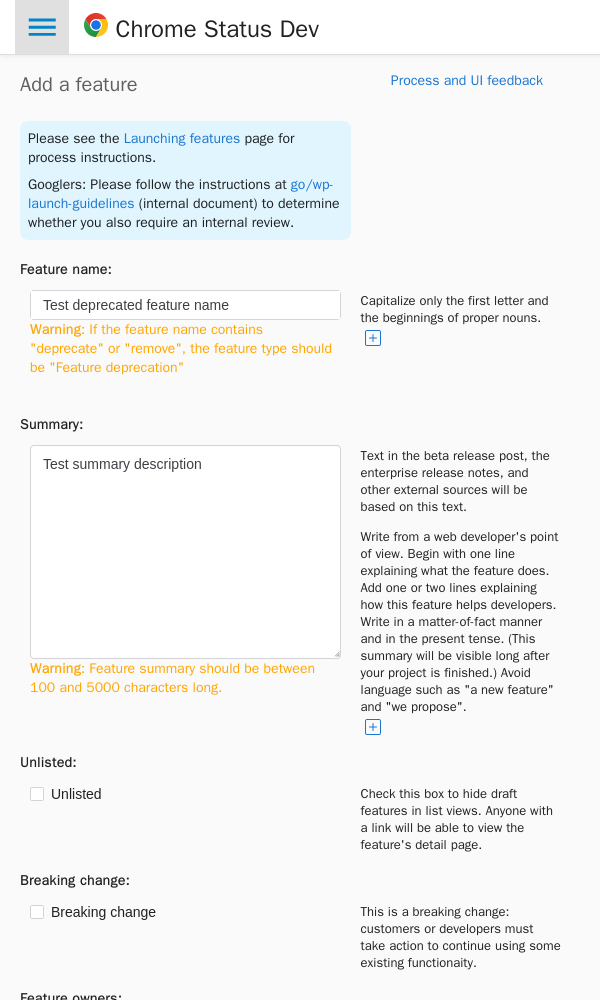 Chrome Status Dev
Add a feature
Process and UI feedback
Please see the Launching features page for
process instructions.
Googlers: Please follow the instructions at go/wp-
launch-guidelines (internal document) to determine
whether you also require an internal review.
Feature name:
Test deprecated feature name
Warning: If the feature name contains
"deprecate" or "remove", the feature type should
be "Feature deprecation"
Capitalize only the first letter and
the beginnings of proper nouns.
Summary:
Test summary description
Warning: Feature summary should be between
100 and 5000 characters long.
Text in the beta release post, the
enterprise release notes, and
other external sources will be
based on this text.
Write from a web developer's point
of view. Begin with one line
explaining what the feature does.
Add one or two lines explaining
how this feature helps developers.
Write in a matter-of-fact manner
and in the present tense. (This
summary will be visible long after
your project is finished.) Avoid
language such as "a new feature"
and "we propose".
Unlisted:
Unlisted
Check this box to hide draft
features in list views. Anyone with
a link will be able to view the
feature's detail page.
Breaking change:
Breaking change
This is a breaking change:
customers or developers must
take action to continue using some
existing functionaity.
Feature owners: